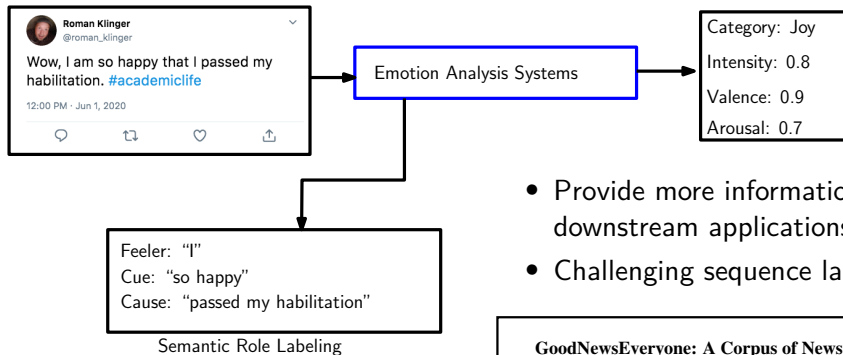 Roman Klinger
@roman_klinger
Wow, I am so happy that I passed my
habilitation. #academiclife
12:00 PM · Jun 1, 2020
Emotion Analysis Systems
Category: Joy
Intensity: 0.8
Valence: 0.9
Arousal: 0.7
Feeler: “I”
Cue: “so happy”
Cause: “passed my habilitation”
Semantic Role Labeling
• Provide more
downstream applications
• Challenging sequence
GoodNewsEveryone: A Corpus of News